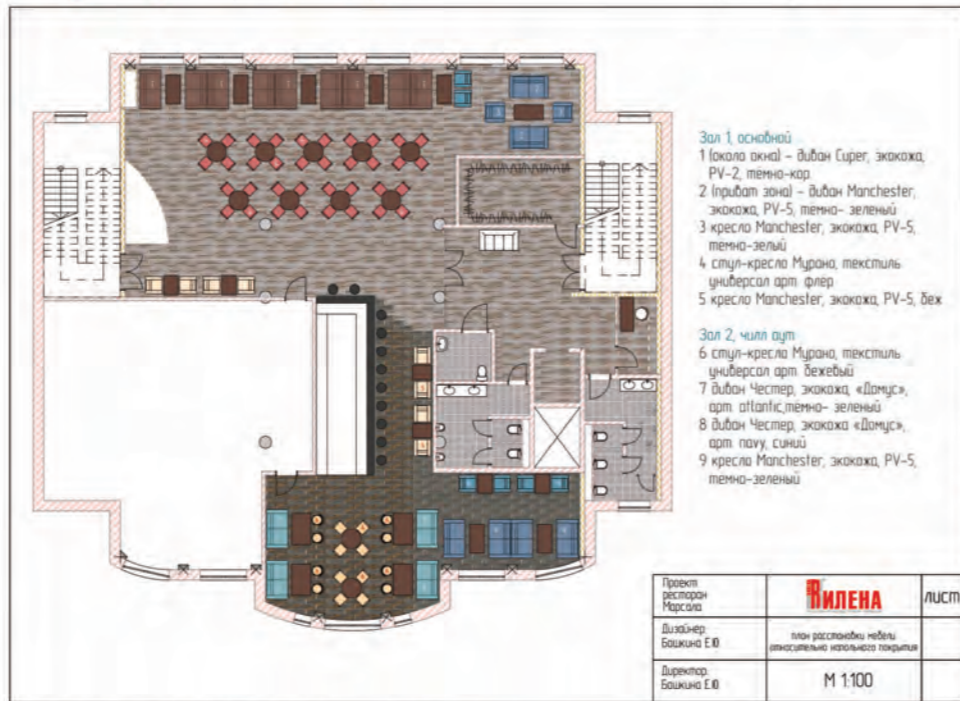 Зал 1, основной
1 (около окна) – диван Сuper, экокожа,
PV-2, темно-кор.
2 (приват зона) – диван Manchester,
экокожа, PV-5, темно- зеленый
3 кресло Manchester, экокожа, PV-5,
темно-зелый
4 стул-кресло Мурано, текстиль
универсал арт. флер
5 кресло Manchester, экокожа, PV-5, беж
Зал 2, чилл аут
6 стул-кресла Мурано, текстиль
универсал арт. бежевый
7 диван Честер, экокожа, «Домус»,
арт. atlantic,темно- зеленый
8 диван Честер, экокожа «Домус»,
арт. navy, синий
9 кресло Manchester, экокожа, PV-5,
темно-зеленый
Проект
ресторан
Марсала
ВИЛЕНА
лист
Дизайнер:
Башкина Е.Ю.
план расстановки мебели
относительно напольного покрытия
Директор:
Башкина Е.Ю.
М 1:100